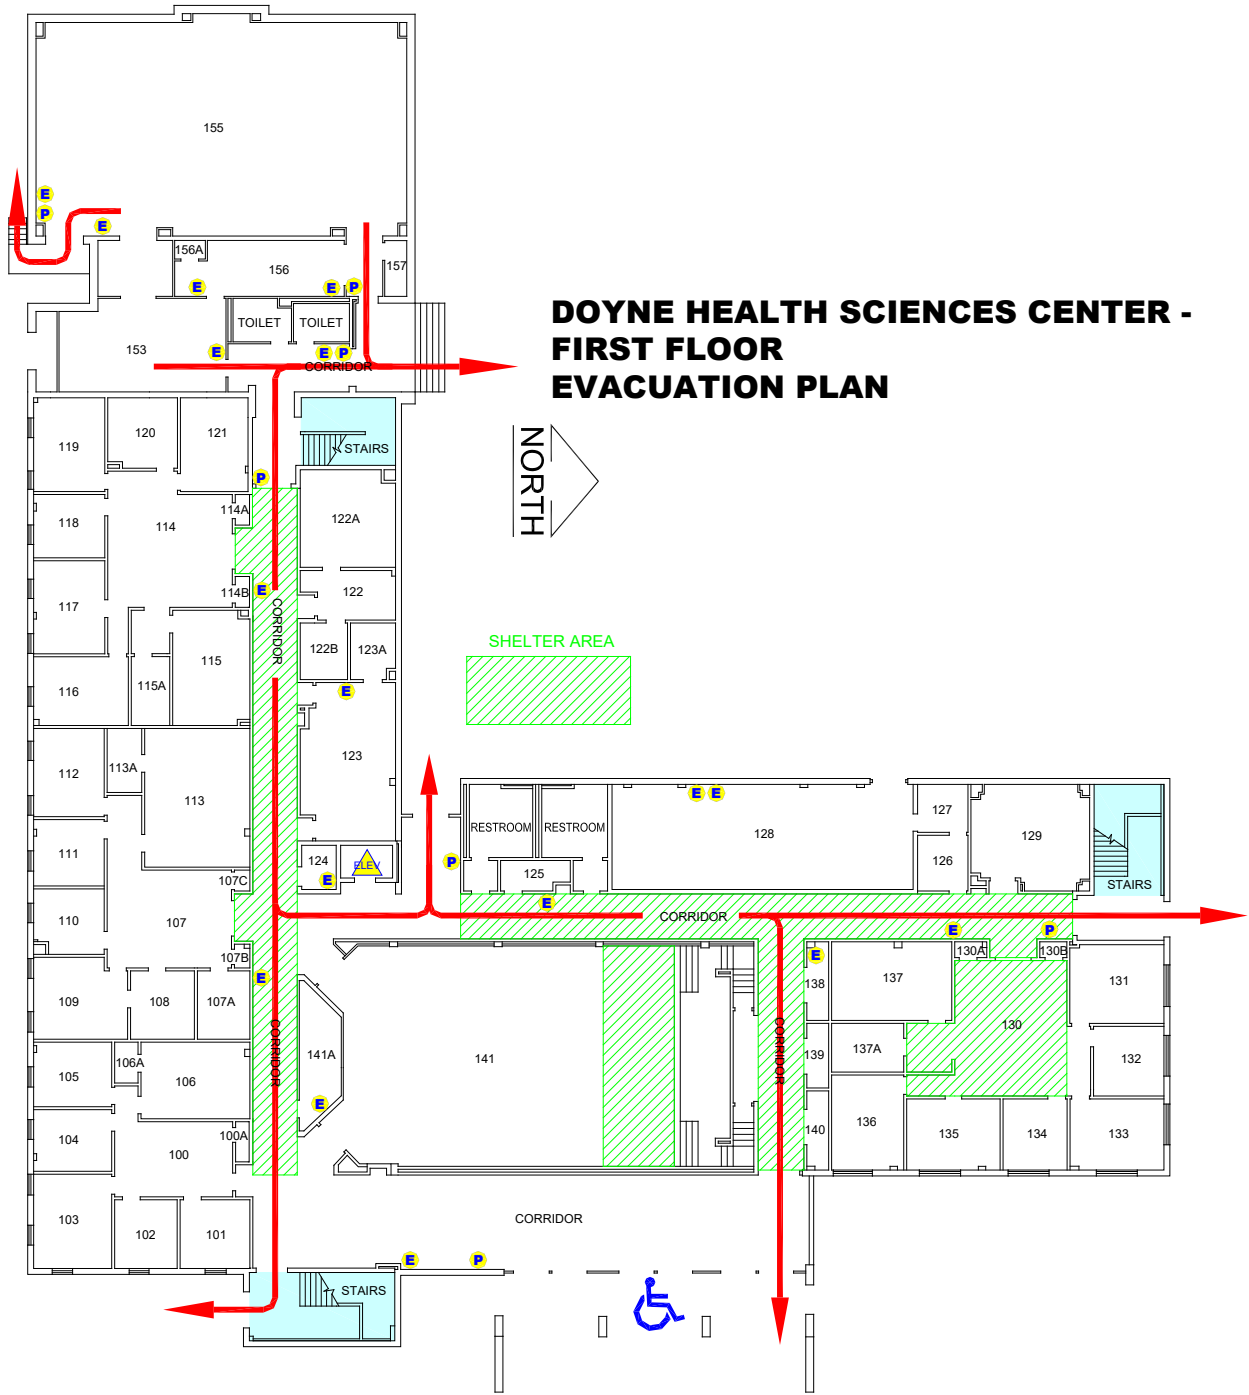 155
E
P
E
156A
156
157
E
E
P
TOILET
TOILET
DOYNE HEALTH SCIENCES CENTER -
FIRST FLOOR
EVACUATION PLAN
153
E
E
P
CORRIDOR
119
120
121
STAIRS
NORTH
P
114A
118
114
122A
117
114B
E
122
CORRIDOR
SHELTER AREA
122B
123A
115
116
115A
E
112
113A
113
123
E
E
127
RESTROOM
RESTROOM
128
129
111
124
ELEV
P
126
107C
E
125
STAIRS
110
107
E
CORRIDOR
E
P
107B
E
130A
130B
109
108
107A
E
138
137
131
130
CORRIDOR
141A
141
CORRIDOR
139
137A
132
105
106A
106
E
104
100
100A
140
136
135
134
133
103
102
101
CORRIDOR
E
P
STAIRS